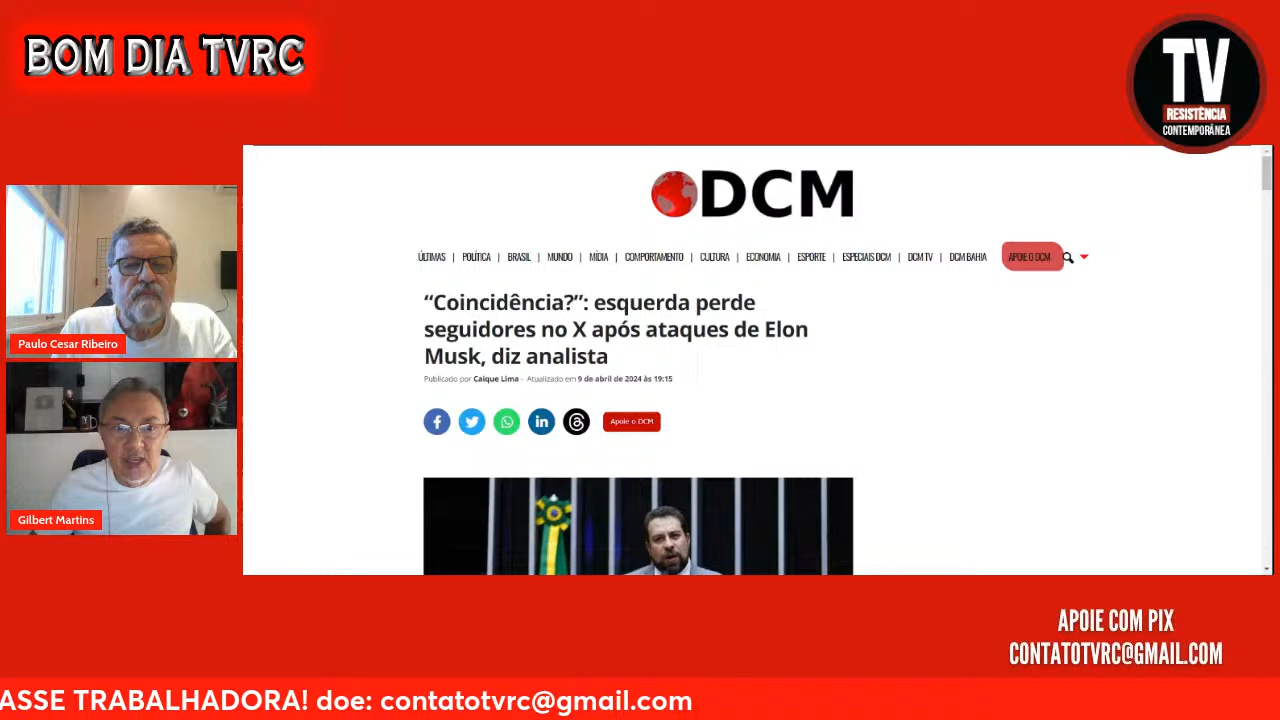 BOM DIA TVRC
TV
RESISTÊNCIA
CONTEMPORÂNEA
DCM
ÚLTIMAS | POLÍTICA | BRASIL | MUNDO | MÍDIA | COMPORTAMENTO | CULTURA | ECONOMIA | ESPORTE | ESPECIAIS DCM | DCM TV | DCM BAHIA APOIE O DCM
“Coincidência?”: esquerda perde
seguidores no X após ataques de Elon
Musk, diz analista
Publicado por Caique Lima - Atualizado em 9 de abril de 2024 às 19:15
Apoie o DCM
Paulo Cesar Ribeiro
Gilbert Martins
APOIE COM PIX
CONTATOTVRC@GMAIL.COM
ASSE TRABALHADORA! doe: contatotvrc@gmail.com